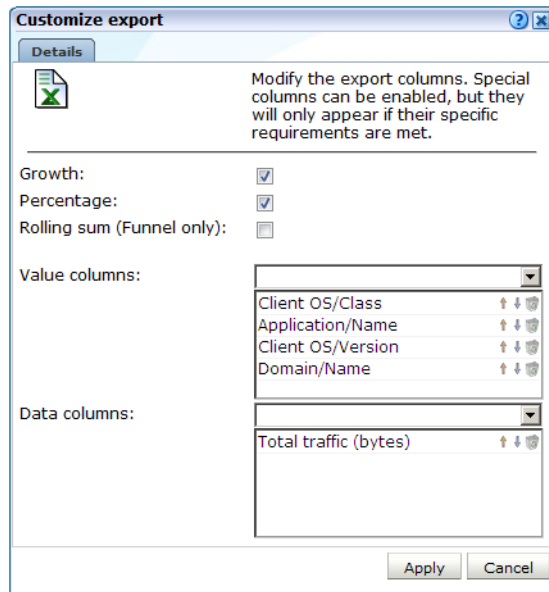 Customize export
Details
Modify the export columns. Special
columns can be enabled, but they
will only appear if their specific
requirements are met.
Growth:
Percentage:
Rolling sum (Funnel only):
Value columns:
Client OS/Class
Application/Name
Client OS/Version
Domain/Name
Data columns:
Total traffic (bytes)
Apply Cancel